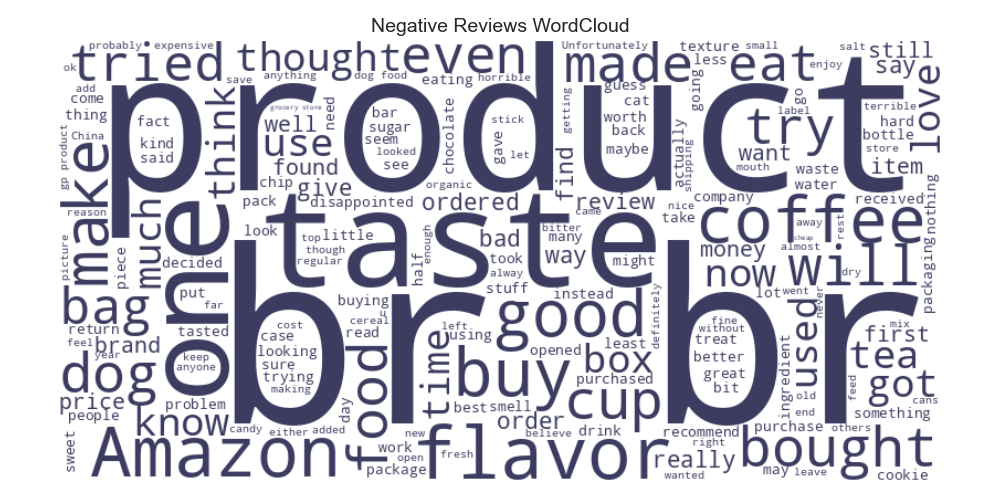 Negative Reviews WordCloud
probably expensive
tried
thought
even
Unfortunately
made
texture small
less
eat
salt
still
enjoy
say
ok
save
anything
dog food
eating
horrible
guess
going
add
come
thing
China
gp product
make
think
fact
kind
said
product
grocery store
need
well
use
found
chip
give
bar
sugar
seem
looked
see
chocolate
stick
gave
let
getting
find
cat
worth
back
maybe
actually
shipping
go
label
try
want
mouth
terrible
hard
bottle
store
waste
water
item
love
reason
much
one
pack
disappointed
organic
ordered
review
nice
take
company
received
nothing
picture
piece
decided
look
top
little
though
regular
taste
half
enough
bad
took
alway
stuff
came
bitter
many
way
might
coffee
money
now
will
away
rest
cheap
almost
dry
packaging
bag
return
feel
brand
year
put
far
tasted
keep
anyone
br br
cost
case
looking
sure
trying
making
buying
cereal
read
left
using
good
instead
opened
least
definitely
lot
went
never
fine
without
treat
better
great
bit
used
first
mix
tea
feed
old
end
got
cans
dog
price
people
know
problem
food
time
buy
box
purchased
cup
ingredient
something
sweet
Amazon
candy
either
added
day
work
open
new
package
flavor
fresh
best
smell
order
believe
drink
really
recommend
right
wanted
purchase
others
bought
may
leave
cookie